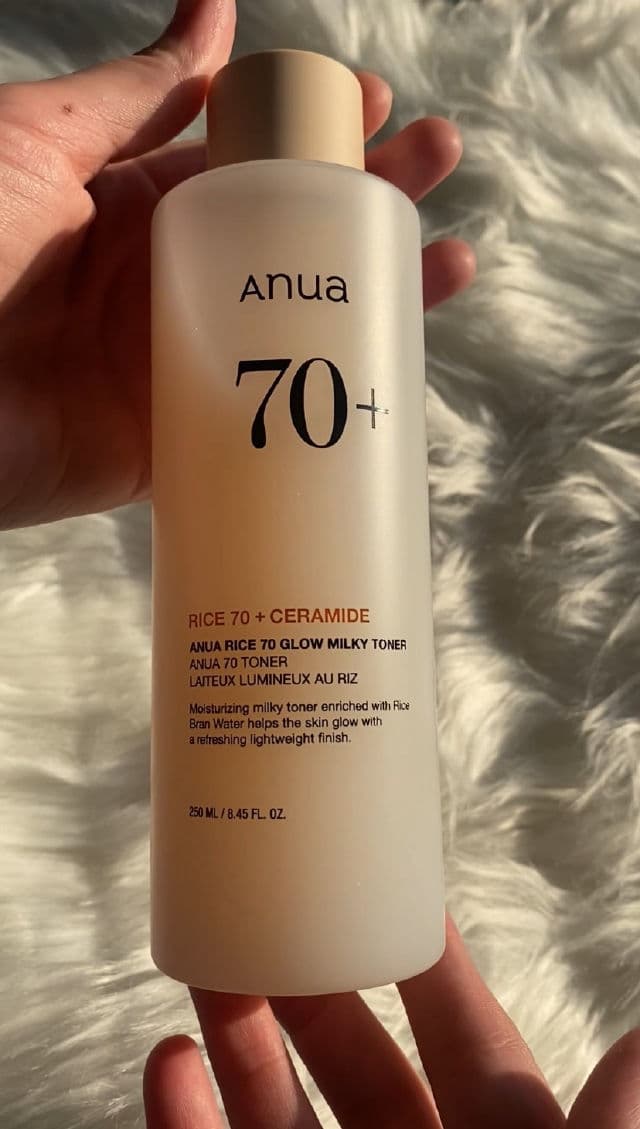 Anua
70+
RICE 70 + CERAMIDE
ANUA RICE 70 GLOW MILKY TONER
ANUA 70 TONER
LAITEUX LUMINEUX AU RIZ
Moisturizing milky toner enriched with Rice
Bran Water helps the skin glow with
a refreshing lightweight finish.
250 ML / 8.45 FL. OZ.